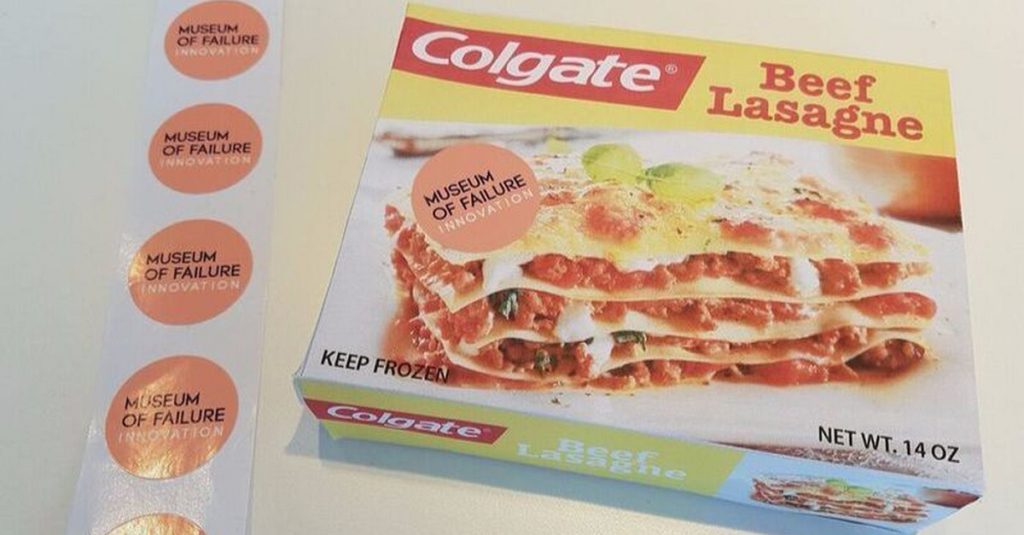 MUSEUM
OF FAILURE
INNOVATION
MUSEUM
OF FAILURE
INNOVATION
MUSEUM
OF FAILURE
INNOVATION
MUSEUM
OF FAILURE
INNOVATION
Colgate®
Beef
Lasagne
MUSEUM
OF FAILURE
INNOVATION
KEEP FROZEN
NET WT. 14 OZ
Colgate®
Beef
Lasagne